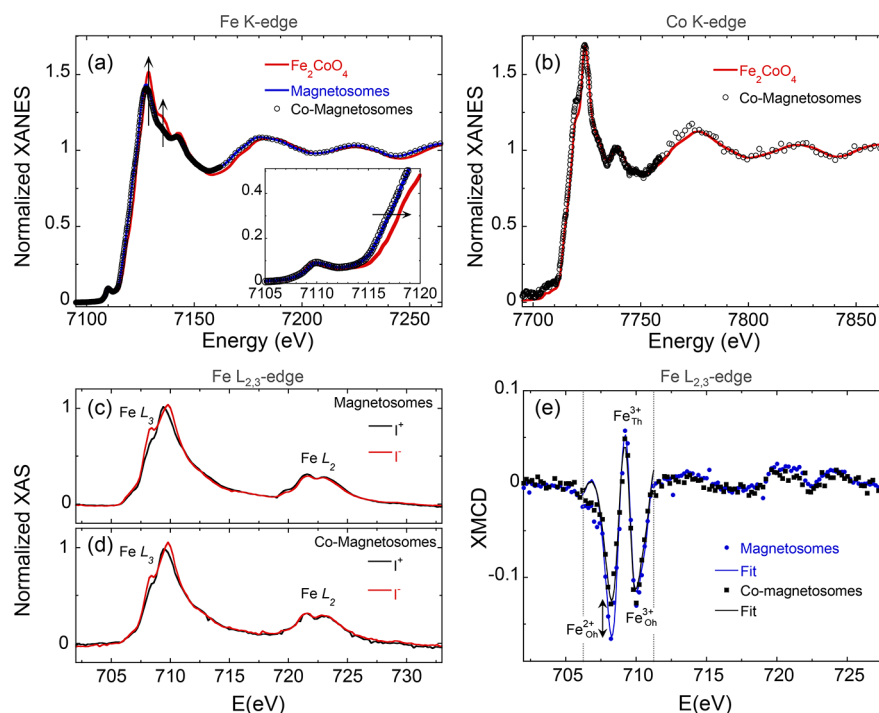 Fe K-edge
Co K-edge
(a)
Fe₂CoO₄
Magnetosomes
Co-Magnetosomes
Normalized XANES
1.5
1
0.5
0
0.4
0.2
0
7105
7110
7115
7120
7100
7150
7200
7250
Energy (eV)
(b)
Fe₂CoO₄
Co-Magnetosomes
Normalized XANES
1.5
1
0.5
0
7700
7750
7800
7850
Energy (eV)
Fe L₂,₃-edge
Fe L₂,₃-edge
(c)
Magnetosomes
Fe L₃
I⁺
I⁻
Fe L₂
1
0
Normalized XAS
(d)
Co-Magnetosomes
Fe L₃
I⁺
I⁻
Fe L₂
1
0
705
710
715
720
725
730
E(eV)
(e)
Fe³⁺Th
XMCD
0.1
0
-0.1
Magnetosomes
Fit
Co-magnetosomes
Fit
Fe²⁺Oh
Fe³⁺Oh
705
710
715
720
725
E(eV)